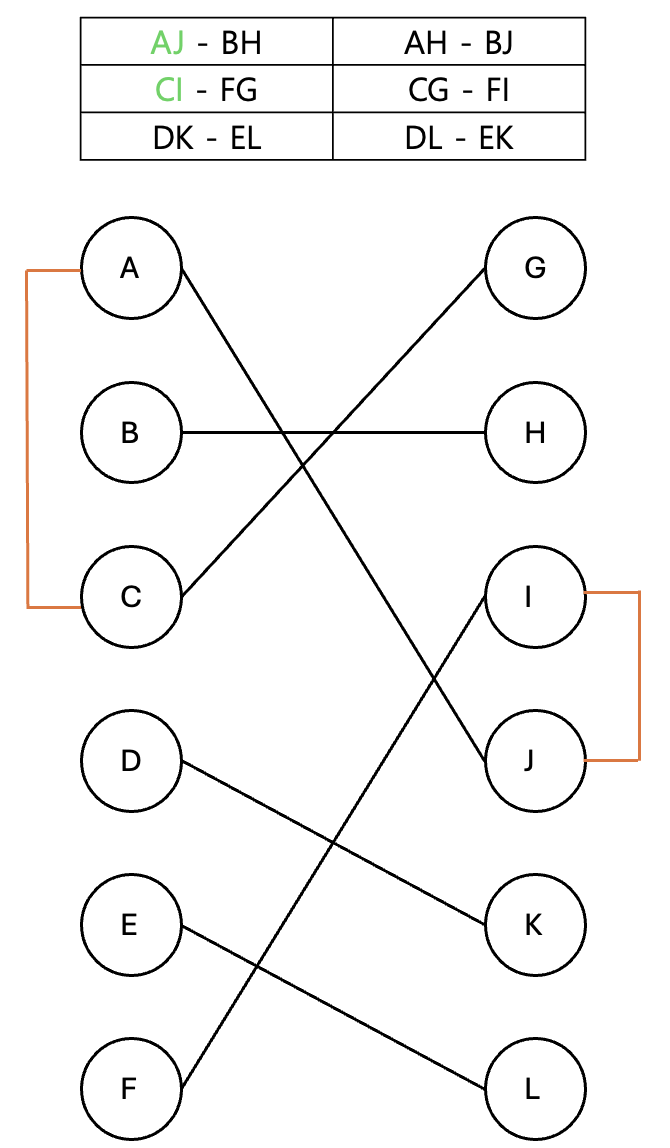 AJ - BH AH - BJ
CI - FG CG - FI
DK - EL DL - EK
A G
B H
C I
D J
E K
F L